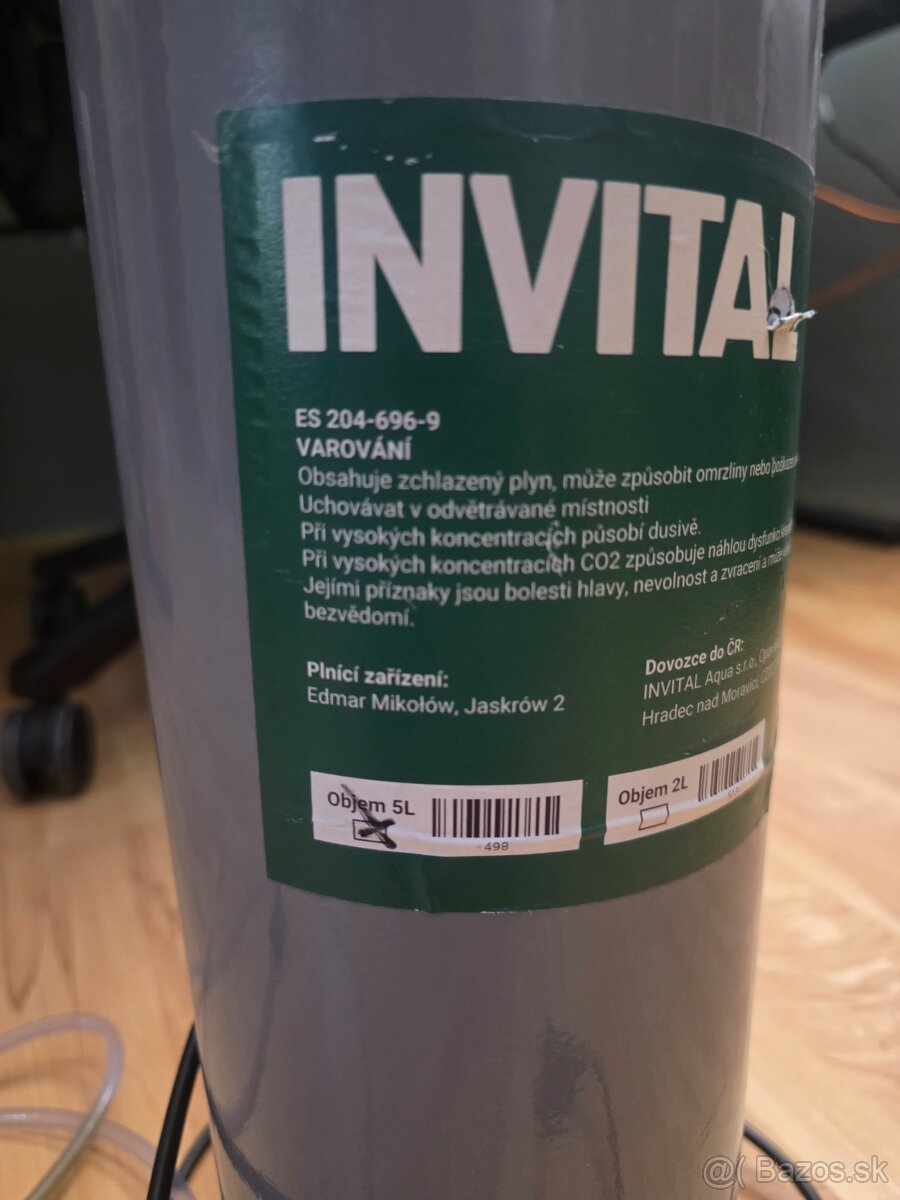 INVITAL
ES 204-696-9
VAROVÁNÍ
Obsahuje zchlazený plyn, může způsobit omrzliny nebo
Uchovávat v odvětrávané místnosti
Při vysokých koncentracích působí dusivě.
Při vysokých koncentracích CO2 způsobuje náhlou dysfunkci
Jejími příznaky jsou bolesti hlavy, nevolnost a zvracení a může
bezvědomí.
Plnící zařízení:
Edmar Mikołów, Jaskrów 2
Dovozce do ČR:
INVITAL Aqua s.r.o.,
Hradec nad Moravicí,
Objem 5L
498
Objem 2L
@( Bazos.sk